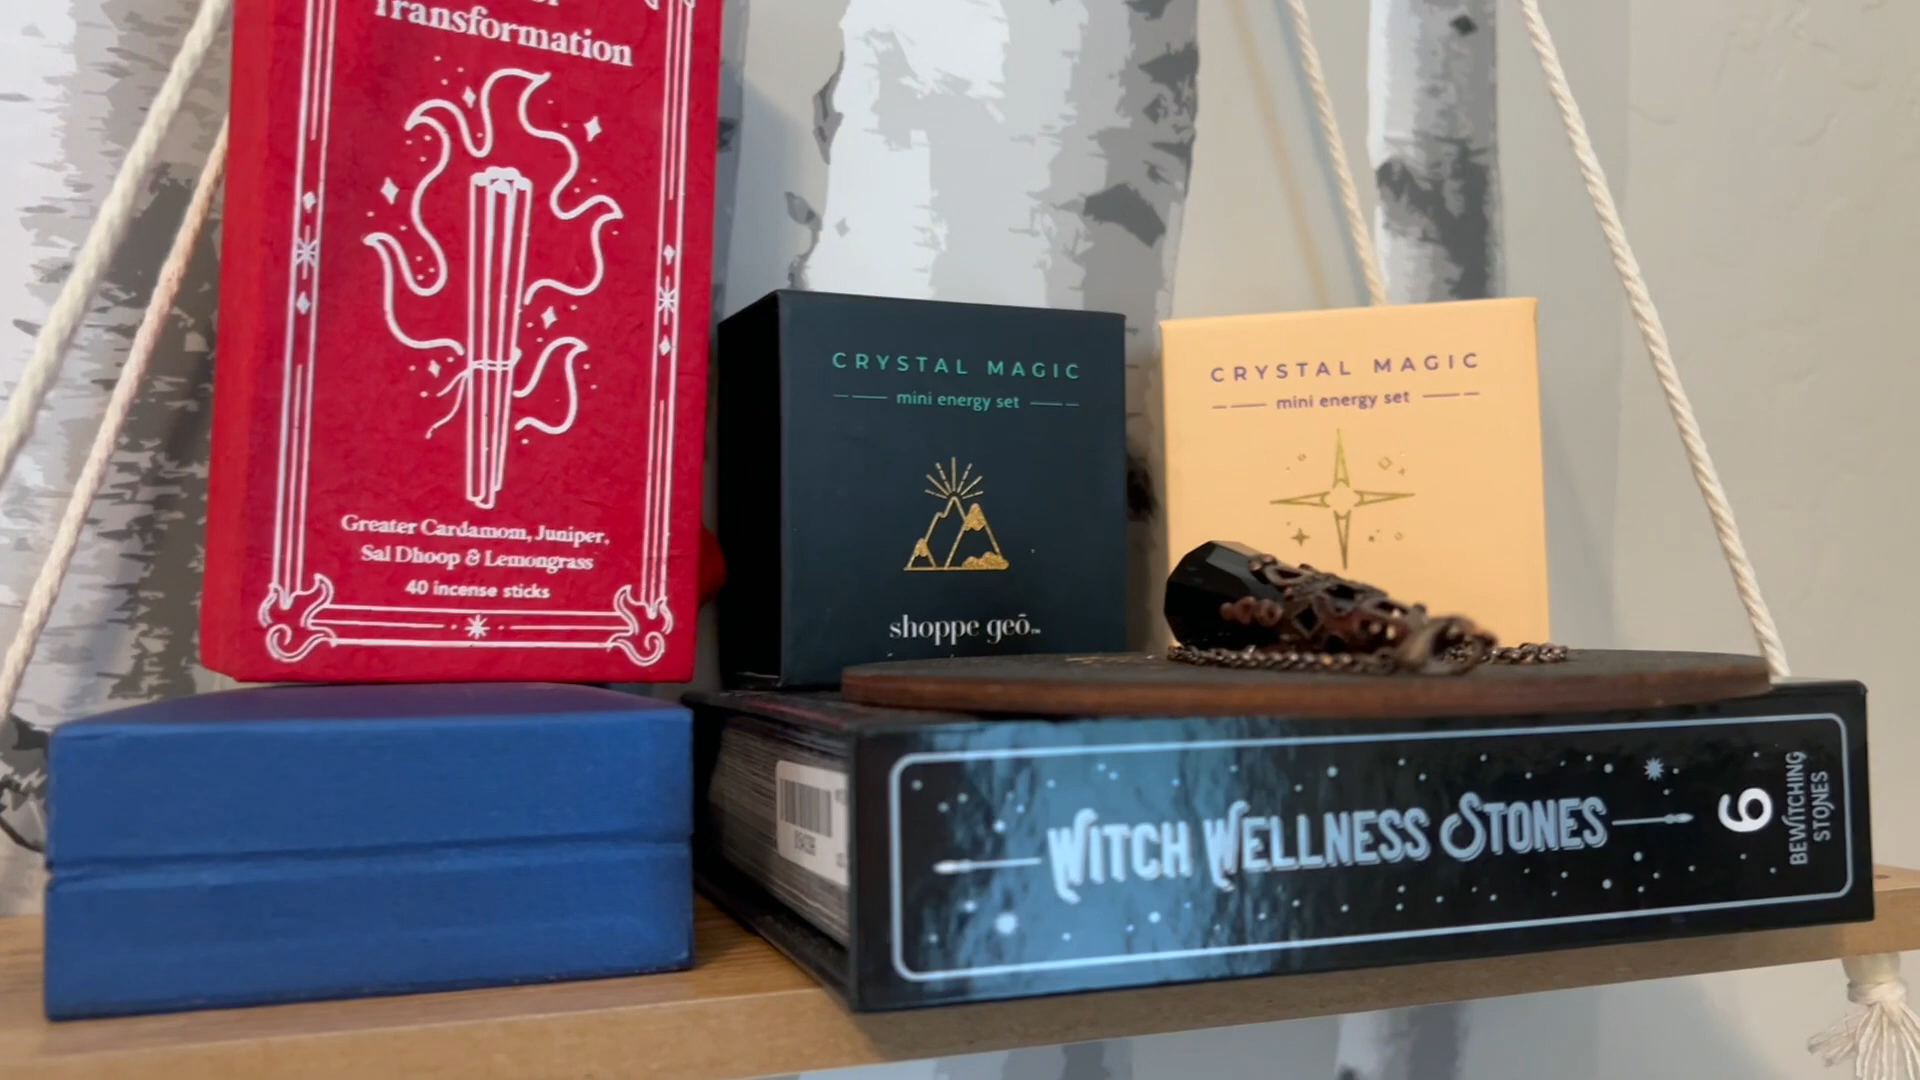 Transformation
Greater Cardamom, Juniper,
Sal Dhoop & Lemongrass
40 incense sticks
CRYSTAL MAGIC
mini energy set
shoppe geō™
CRYSTAL MAGIC
mini energy set
WITCH WELLNESS STONES
6
BEWITCHING
STONES